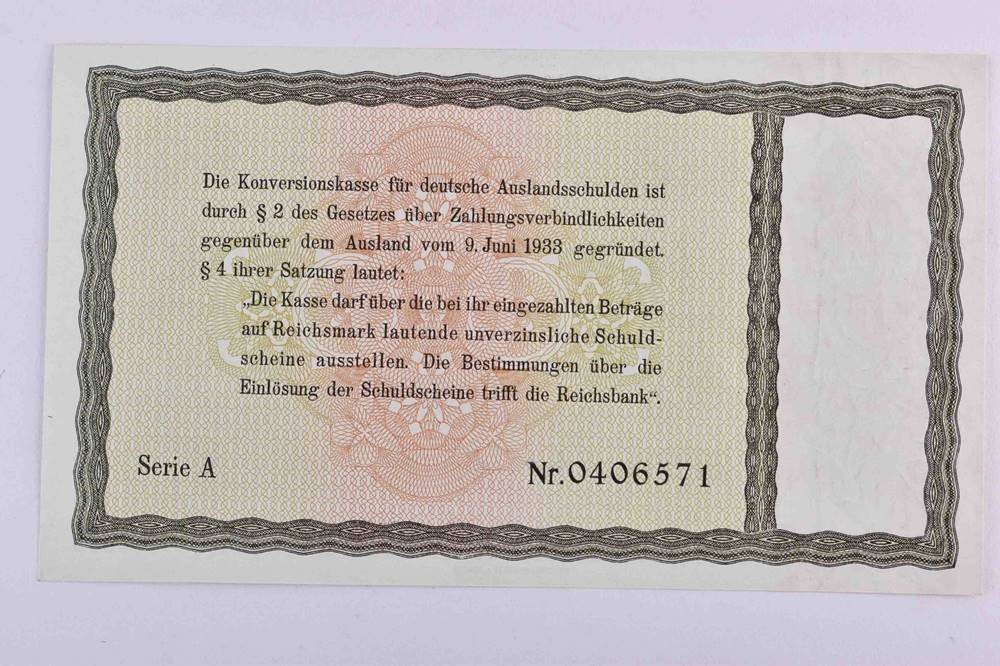 Die Konversionskasse für deutsche Auslandsschulden ist
durch § 2 des Gesetzes über Zahlungsverbindlichkeiten
gegenüber dem Ausland vom 9. Juni 1933 gegründet.
§ 4 ihrer Satzung lautet:
„Die Kasse darf über die bei ihr eingezahlten Beträge
auf Reichsmark lautende unverzinsliche Schuld-
scheine ausstellen. Die Bestimmungen über die
Einlösung der Schuldscheine trifft die Reichsbank“.
Serie A
Nr.0406571